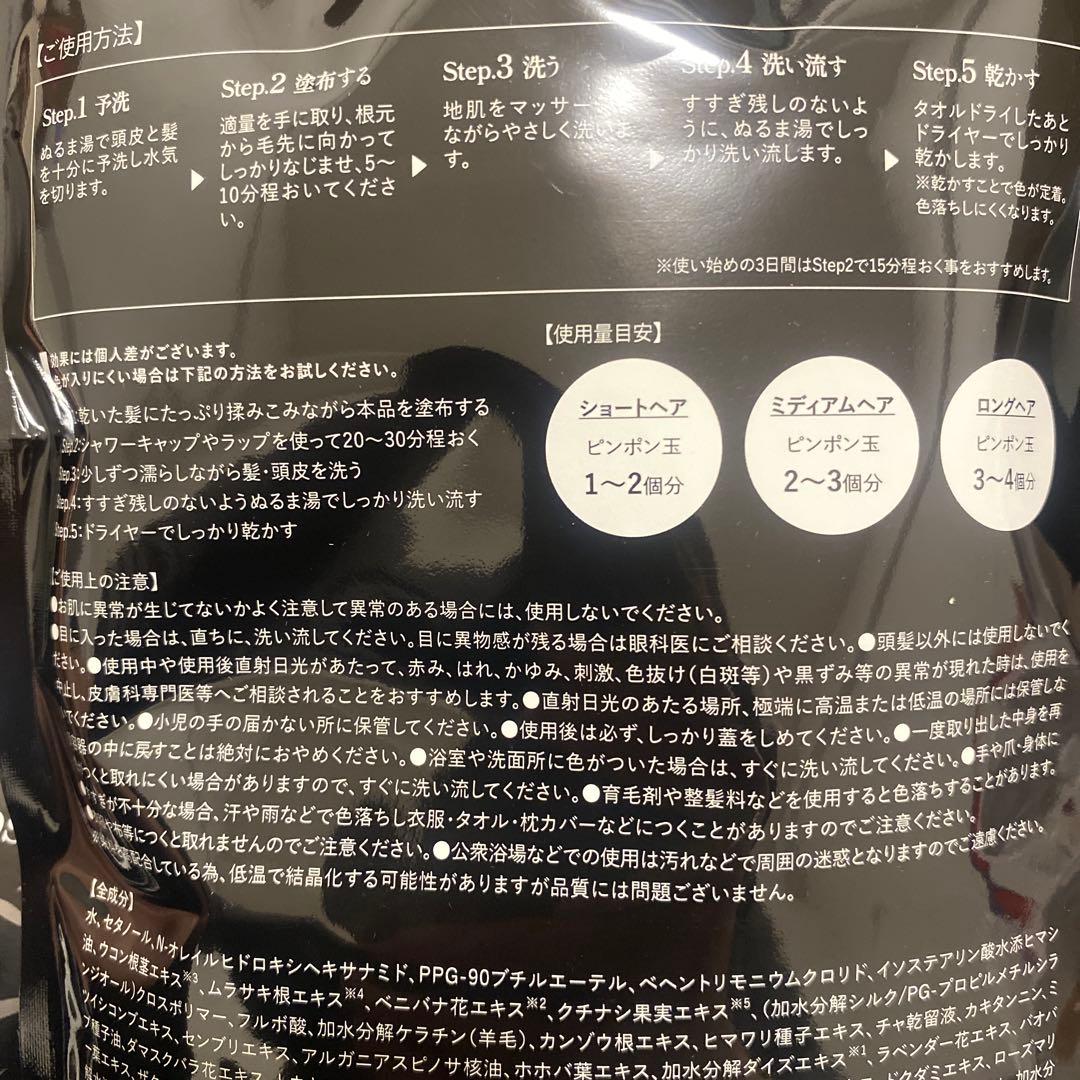 【ご使用方法】
Step.1 予洗
ぬるま湯で頭皮と髪
を十分に予洗し水気
を切ります。
Step.2 塗布する
適量を手に取り、根元
から毛先に向かって
しっかりなじませ、5〜
10分程おいてくださ
い。
Step.3 洗う
地肌をマッサー
ながらやさしく洗いま
す。
Step.4 洗い流す
すすぎ残しのないよ
うに、ぬるま湯でしっ
かり洗い流します。
Step.5 乾かす
タオルドライしたあと
ドライヤーでしっかり
乾かします。
※乾かすことで色が定着。
色落ちしにくくなります。
※使い始めの3日間はStep2で15分程おく事をおすすめします。
効果には個人差がございます。
色が入りにくい場合は下記の方法をお試しください。
乾いた髪にたっぷり揉みこみながら本品を塗布する
Step.2:シャワーキャップやラップを使って20〜30分程おく
Step.3:少しずつ濡らしながら髪・頭皮を洗う
Step.4:すすぎ残しのないようぬるま湯でしっかり洗い流す
Step.5:ドライヤーでしっかり乾かす
【使用量目安】
ショートヘア
ピンポン玉
1〜2個分
ミディアムヘア
ピンポン玉
2〜3個分
ロングヘア
ピンポン玉
3〜4個分
【ご使用上の注意】
●お肌に異常が生じてないかよく注意して異常のある場合には、使用しないでください。
●目に入った場合は、直ちに、洗い流してください。目に異物感が残る場合は眼科医にご相談ください。●頭髪以外には使用しないでく
ださい。●使用中や使用後直射日光があたって、赤み、はれ、かゆみ、刺激、色抜け(白斑等)や黒ずみ等の異常が現れた時は、使用を
中止し、皮膚科専門医等へご相談されることをおすすめします。●直射日光のあたる場所、極端に高温または低温の場所には保管しな
いでください。●小児の手の届かない所に保管してください。●使用後は必ず、しっかり蓋をしめてください。●一度取り出した中身を再
容器の中に戻すことは絶対におやめください。●浴室や洗面所に色がついた場合は、すぐに洗い流してください。●手や爪・身体に
つくと取れにくい場合がありますので、すぐに洗い流してください。●育毛剤や整髪料などを使用すると色落ちすることがあります。
すすぎが不十分な場合、汗や雨などで色落ちし衣服・タオル・枕カバーなどにつくことがありますのでご注意ください。
等につくと取れませんのでご注意ください。●公衆浴場などでの使用は汚れなどで周囲の迷惑となりますのでご遠慮ください。
配合している為、低温で結晶化する可能性がありますが品質には問題ございません。
【全成分】
水、セタノール、N-オレイルヒドロキシヘキサナミド、PPG-90ブチルエーテル、ベヘントリモニウムクロリド、イソステアリン酸水添ヒマシ
油、ウコン根茎エキス※3、ムラサキ根エキス※4、ベニバナ花エキス※2、クチナシ果実エキス※5、(加水分解シルク/PG-プロピルメチルシラ
ンジオール)クロスポリマー、フルボ酸、加水分解ケラチン(羊毛)、カンゾウ根エキス、ヒマワリ種子エキス、チャ乾留液、カキタンニン、ミ
ツイシコンブエキス、センブリエキス、アルガニアスピノサ核油、ホホバ葉エキス、加水分解ダイズエキス※1、ラベンダー花エキス、バオバ
ブ種子油、ダマスクバラ花エキス、 ドクダミエキス、ローズマリ
ー葉エキス、 加水分